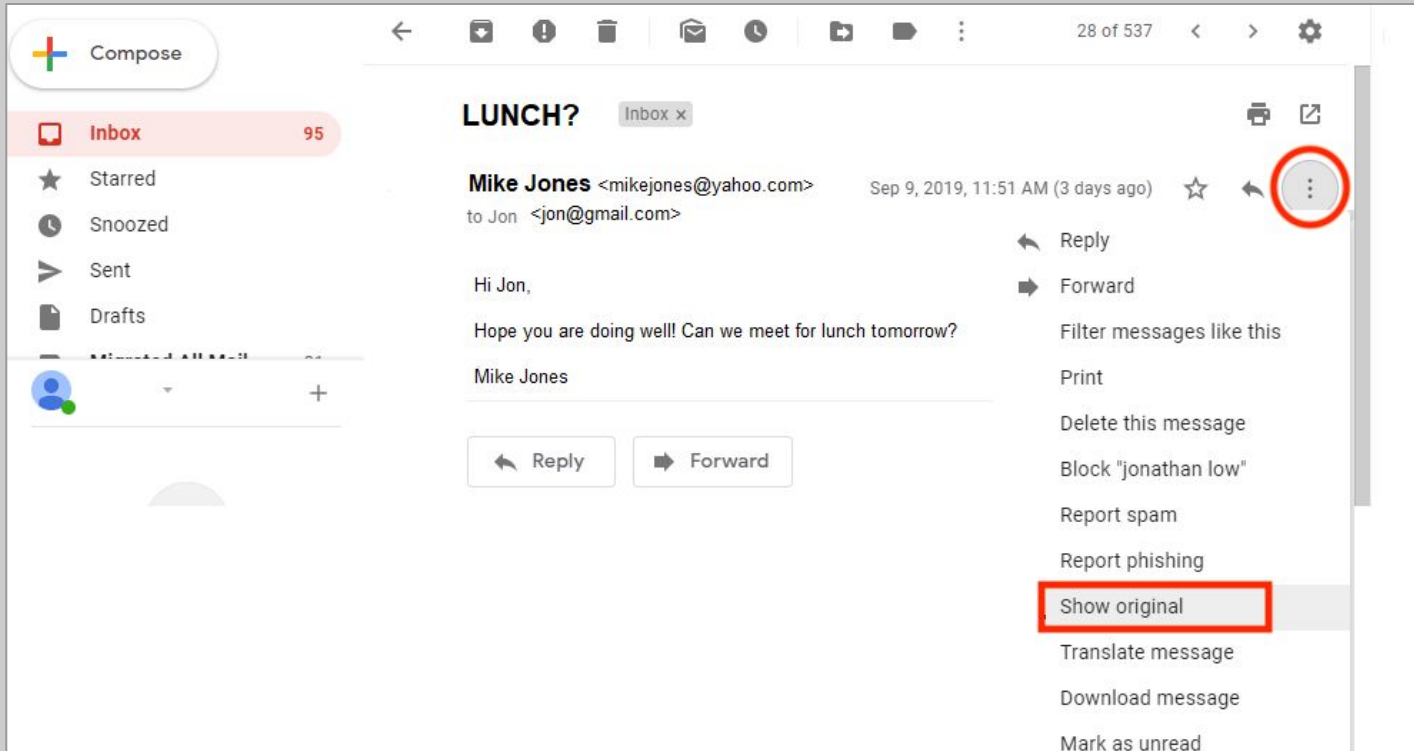 Compose
28 of 537
LUNCH? Inbox x
Inbox 95
Starred
Snoozed
Sent
Drafts
Mike Jones <mikejones@yahoo.com> Sep 9, 2019, 11:51 AM (3 days ago)
to Jon <jon@gmail.com>
Hi Jon,
Hope you are doing well! Can we meet for lunch tomorrow?
Mike Jones
Reply Forward
Reply
Forward
Filter messages like this
Print
Delete this message
Block "jonathan low"
Report spam
Report phishing
Show original
Translate message
Download message
Mark as unread